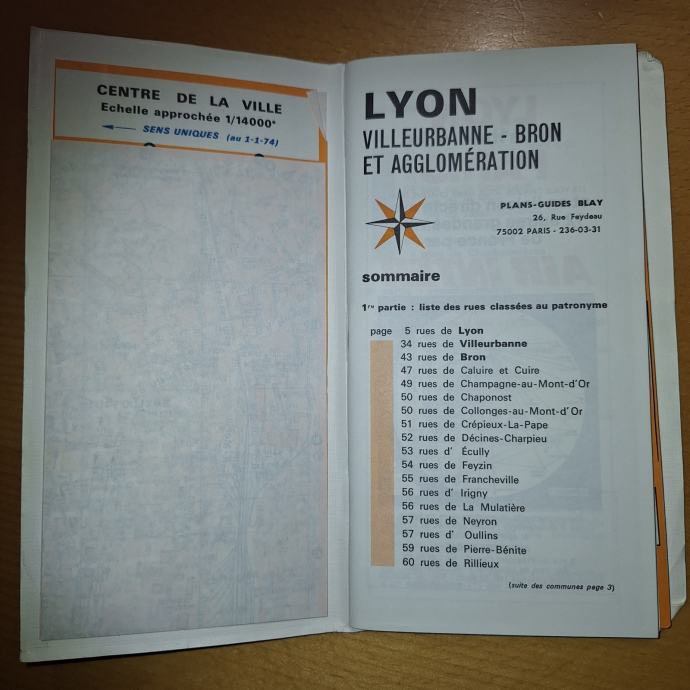 CENTRE DE LA VILLE
Echelle approchée 1/14000e
SENS UNIQUES (au 1-1-74)
LYON
VILLEURBANNE - BRON
ET AGGLOMÉRATION
PLANS-GUIDES BLAY
26, Rue Feydeau
75002 PARIS - 236-03-31
sommaire
1re partie : liste des rues classées au patronyme
page 5 rues de Lyon
34 rues de Villeurbanne
43 rues de Bron
47 rues de Caluire et Cuire
49 rues de Champagne-au-Mont-d'Or
50 rues de Chaponost
50 rues de Collonges-au-Mont-d'Or
51 rues de Crépieux-La-Pape
52 rues de Décines-Charpieu
53 rues d' Écully
54 rues de Feyzin
55 rues de Francheville
56 rues d' Irigny
56 rues de La Mulatière
57 rues de Neyron
57 rues d' Oullins
59 rues de Pierre-Bénite
60 rues de Rillieux
(suite des communes page 3)